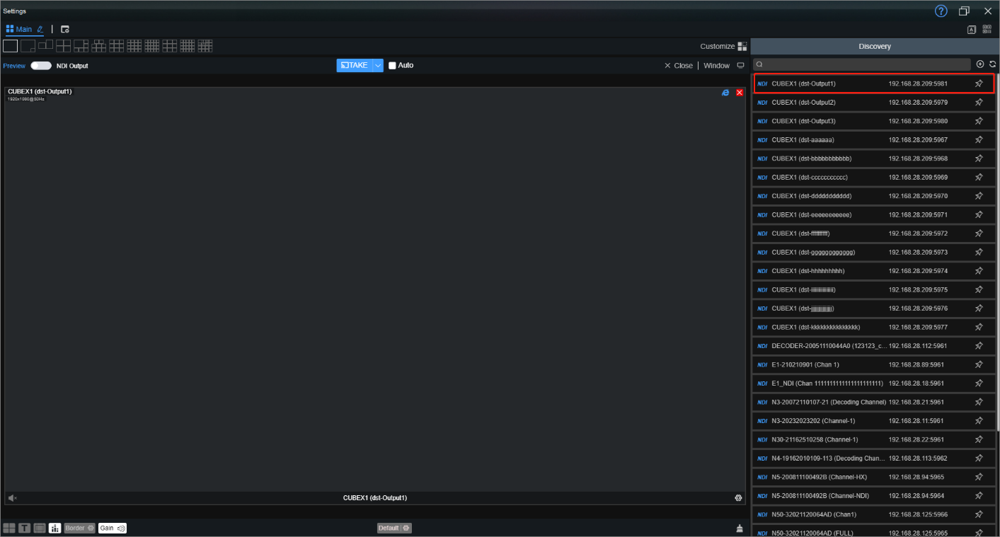 Settings
Main
Customize
Discovery
Preview NDI Output TAKE Auto Close Window
CUBEX1 (dst-Output1)
1920x1080@50Hz
NDI CUBEX1 (dst-Output1) 192.168.28.209:5981
NDI CUBEX1 (dst-Output2) 192.168.28.209:5979
NDI CUBEX1 (dst-Output3) 192.168.28.209:5980
NDI CUBEX1 (dst-aaaaaa) 192.168.28.209:5967
NDI CUBEX1 (dst-bbbbbbbbbbb) 192.168.28.209:5968
NDI CUBEX1 (dst-ccccccccccc) 192.168.28.209:5969
NDI CUBEX1 (dst-ddddddddddd) 192.168.28.209:5970
NDI CUBEX1 (dst-eeeeeeeeeee) 192.168.28.209:5971
NDI CUBEX1 192.168.28.209:5972
NDI CUBEX1 (dst-gggggggggggg) 192.168.28.209:5973
NDI CUBEX1 (dst-hhhhhhhhh) 192.168.28.209:5974
NDI CUBEX1 192.168.28.209:5975
NDI CUBEX1 192.168.28.209:5976
NDI CUBEX1 (dst-kkkkkkkkkkkkkk) 192.168.28.209:5977
NDI DECODER-20051110044A0 (123123_c... 192.168.28.112:5961
NDI E1-210210901 (Chan 1) 192.168.28.89:5961
NDI E1_NDI (Chan 192.168.28.18:5961
NDI N3-20072110107-21 (Decoding Channel) 192.168.28.21:5961
NDI N3-20232023202 (Channel-1) 192.168.28.11:5961
NDI N30-21162510258 (Channel-1) 192.168.28.22:5961
NDI N4-19162010109-113 (Decoding Chan... 192.168.28.113:5962
NDI N5-200811100492B (Channel-HX) 192.168.28.94:5965
NDI N5-200811100492B (Channel-NDI) 192.168.28.94:5964
NDI N50-32021120064AD (Chan1) 192.168.28.125:5966
NDI N50-32021120064AD (FULL) 192.168.28.125:5965
CUBEX1 (dst-Output1)
T Border Gain Default